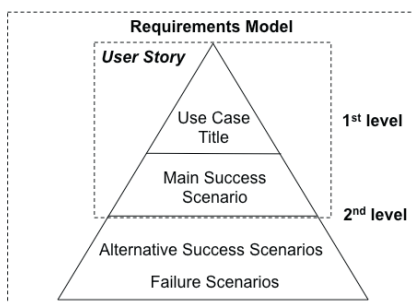 Requirements Model
User Story
Use Case
Title
1st level
Main Success
Scenario
2nd level
Alternative Success Scenarios
Failure Scenarios